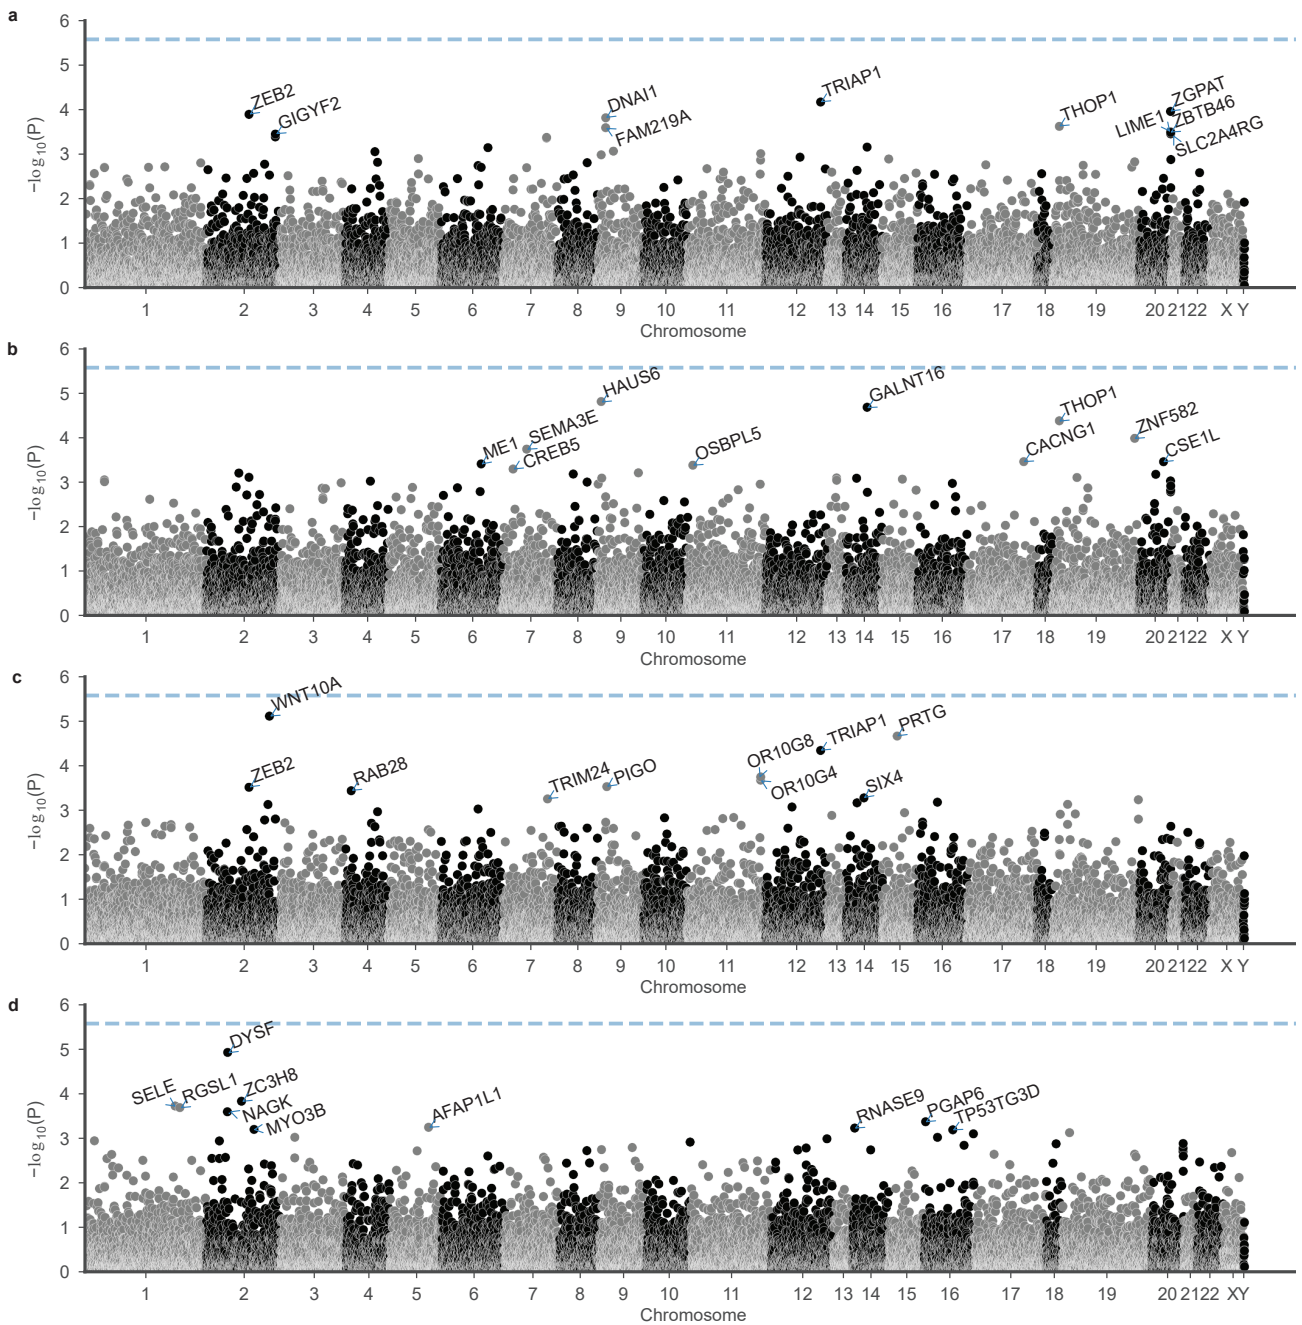 a
6
5
4
3
2
1
0
−log10(P)
ZEB2
GIGYF2
DNAI1
FAM219A
TRIAP1
THOP1
ZGPAT
LIME1
ZBTB46
SLC2A4RG
1 2 3 4 5 6 7 8 9 10 11 12 13 14 15 16 17 18 19 20 21 22 X Y
Chromosome
b
6
5
4
3
2
1
0
−log10(P)
HAUS6
GALNT16
THOP1
SEMA3E
ZNF582
ME1
CREB5
OSBPL5
CACNG1
CSE1L
1 2 3 4 5 6 7 8 9 10 11 12 13 14 15 16 17 18 19 20 21 22 X Y
Chromosome
c
6
5
4
3
2
1
0
−log10(P)
WNT10A
ZEB2
RAB28
TRIM24
PIGO
OR10G8
OR10G4
TRIAP1
PRTG
SIX4
1 2 3 4 5 6 7 8 9 10 11 12 13 14 15 16 17 18 19 20 21 22 X Y
Chromosome
d
6
5
4
3
2
1
0
−log10(P)
DYSF
SELE
RGSL1
ZC3H8
NAGK
MYO3B
AFAP1L1
RNASE9
PGAP6
TP53TG3D
1 2 3 4 5 6 7 8 9 10 11 12 13 14 15 16 17 18 19 20 21 22 X Y
Chromosome